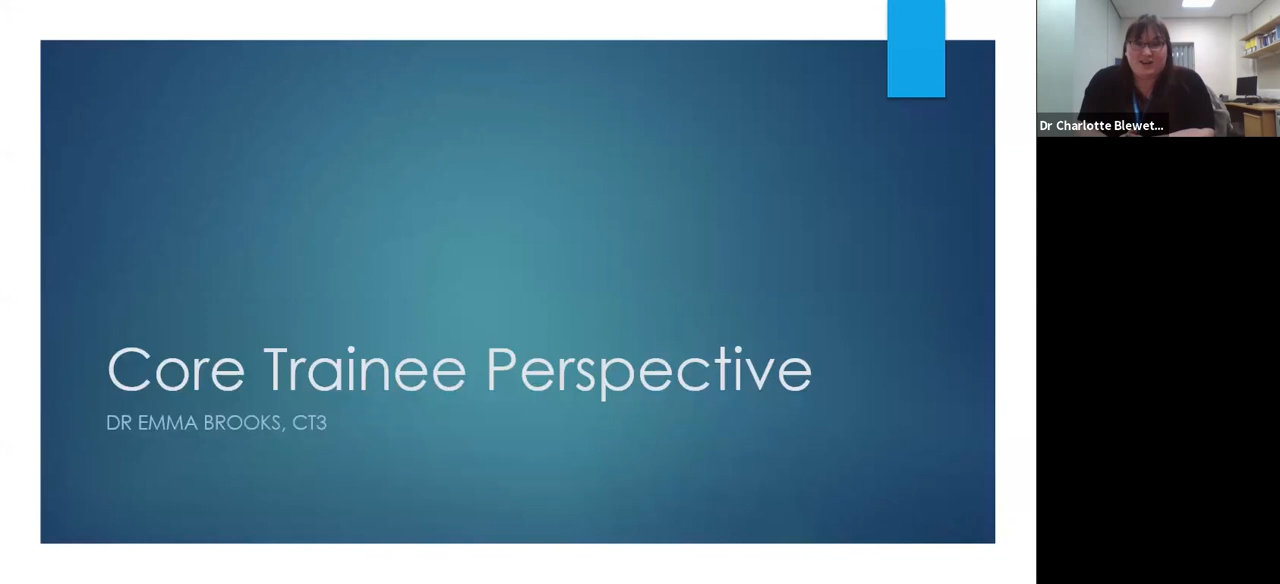 Core Trainee Perspective
DR EMMA BROOKS, CT3
Dr Charlotte Blewet...